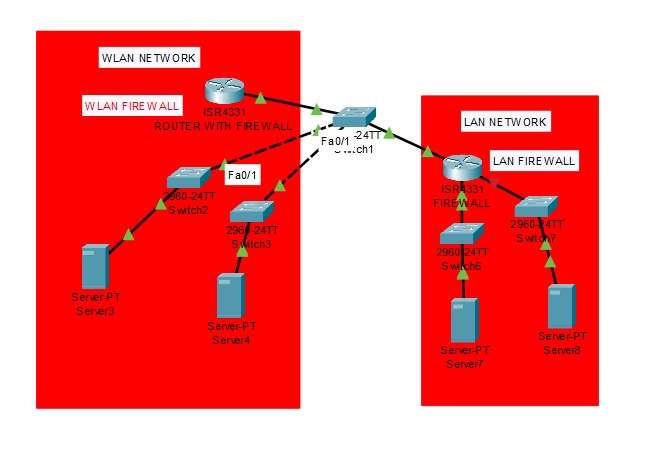 WLAN NETWORK
WLAN FIREWALL
ISR4331
ROUTER WITH FIREWALL
-24TT
Fa0/1
Switch1
LAN NETWORK
LAN FIREWALL
ISR4331
FIREWALL
Fa0/1
2960-24TT
Switch2
2960-24TT
Switch3
2960-24TT
Switch7
2960-24TT
Switch6
Server-PT
Server3
Server-PT
Server4
Server-PT
Server7
Server-PT
Server8